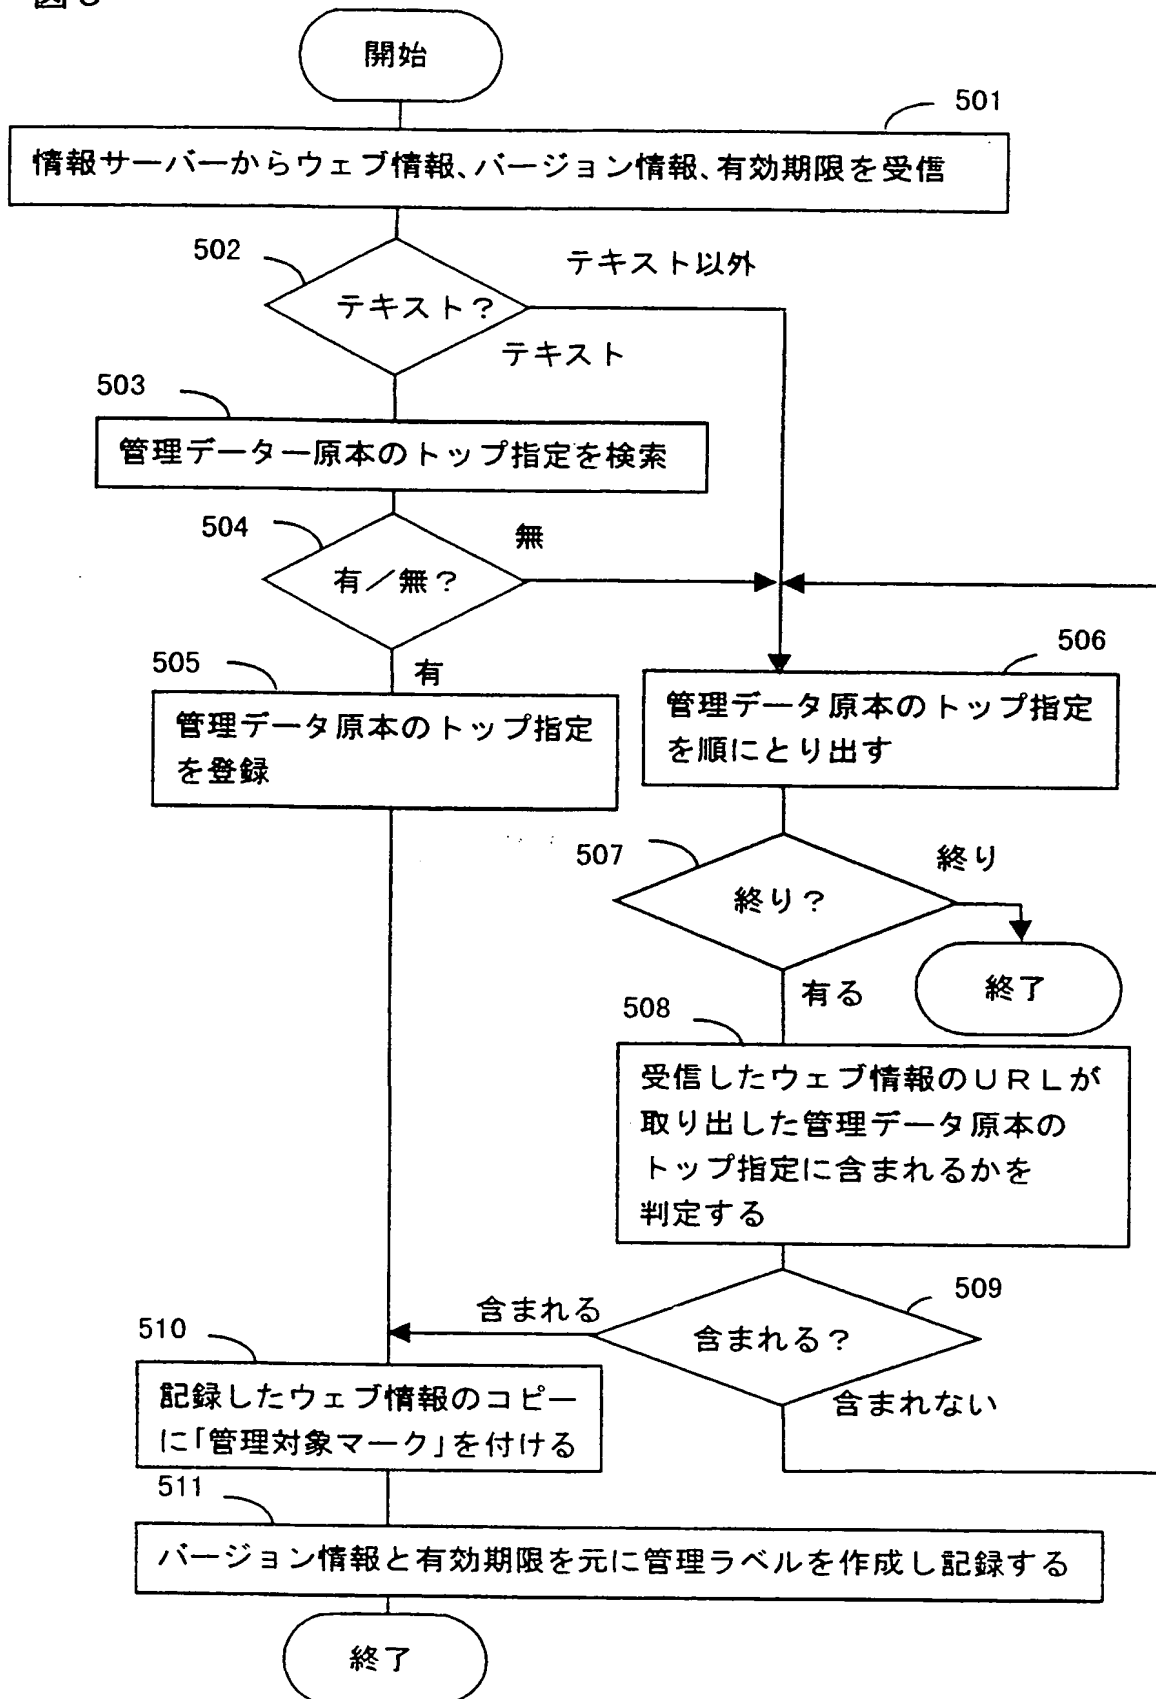 開始
501
情報サーバーからウェブ情報、バージョン情報、有効期限を受信
502
テキスト以外
テキスト？
テキスト
503
管理データー原本のトップ指定を検索
504
無
有／無？
505
有
506
管理データ原本のトップ指定
を登録
管理データ原本のトップ指定
を順にとり出す
507
終り
終り？
終了
有る
508
受信したウェブ情報のＵＲＬが
取り出した管理データ原本の
トップ指定に含まれるかを
判定する
509
含まれる
含まれる？
含まれない
510
記録したウェブ情報のコピー
に｢管理対象マーク｣を付ける
511
バージョン情報と有効期限を元に管理ラベルを作成し記録する
終了